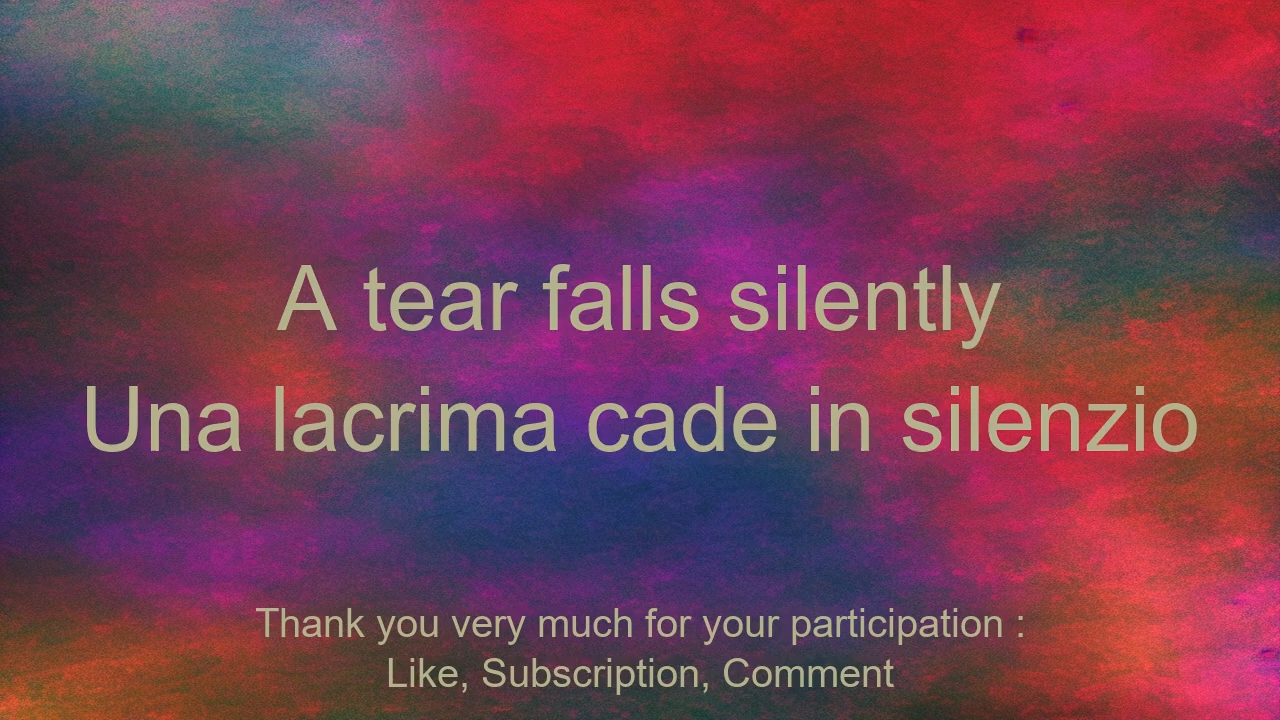 A tear falls silently
Una lacrima cade in silenzio
Thank you very much for your participation :
Like, Subscription, Comment